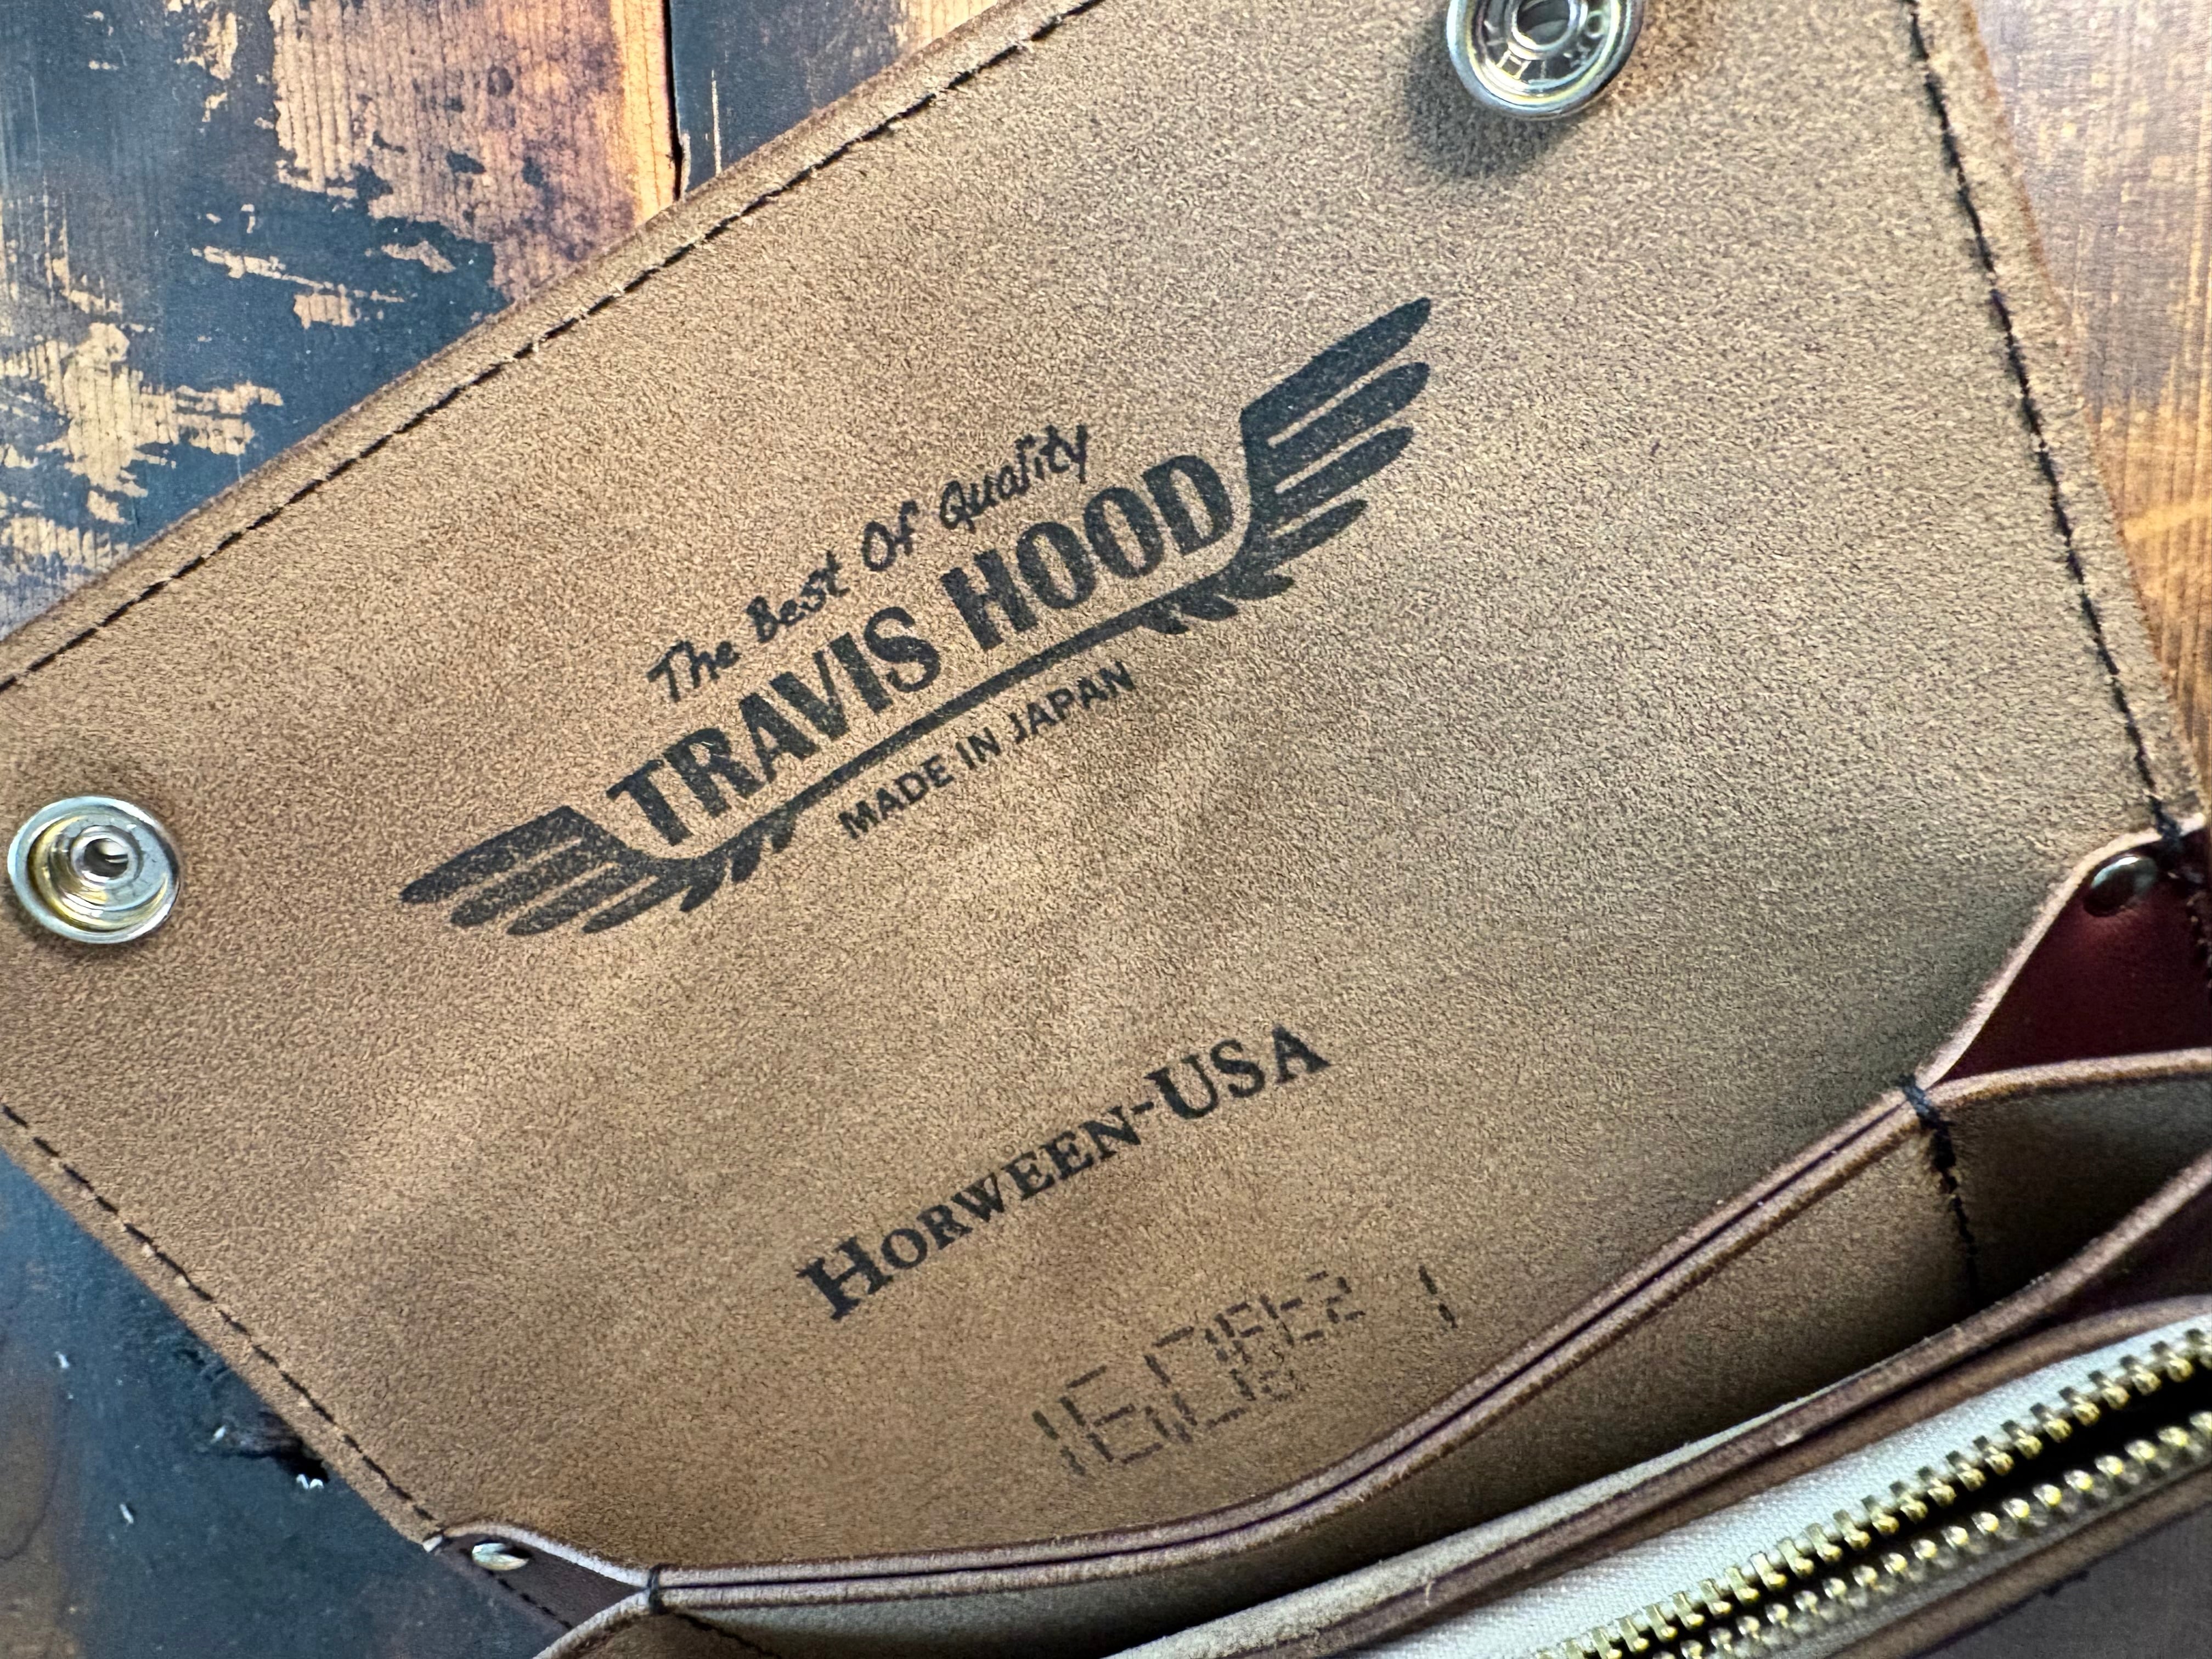 The Best Of Quality
TRAVIS HOOD
MADE IN JAPAN
HORWEEN-USA